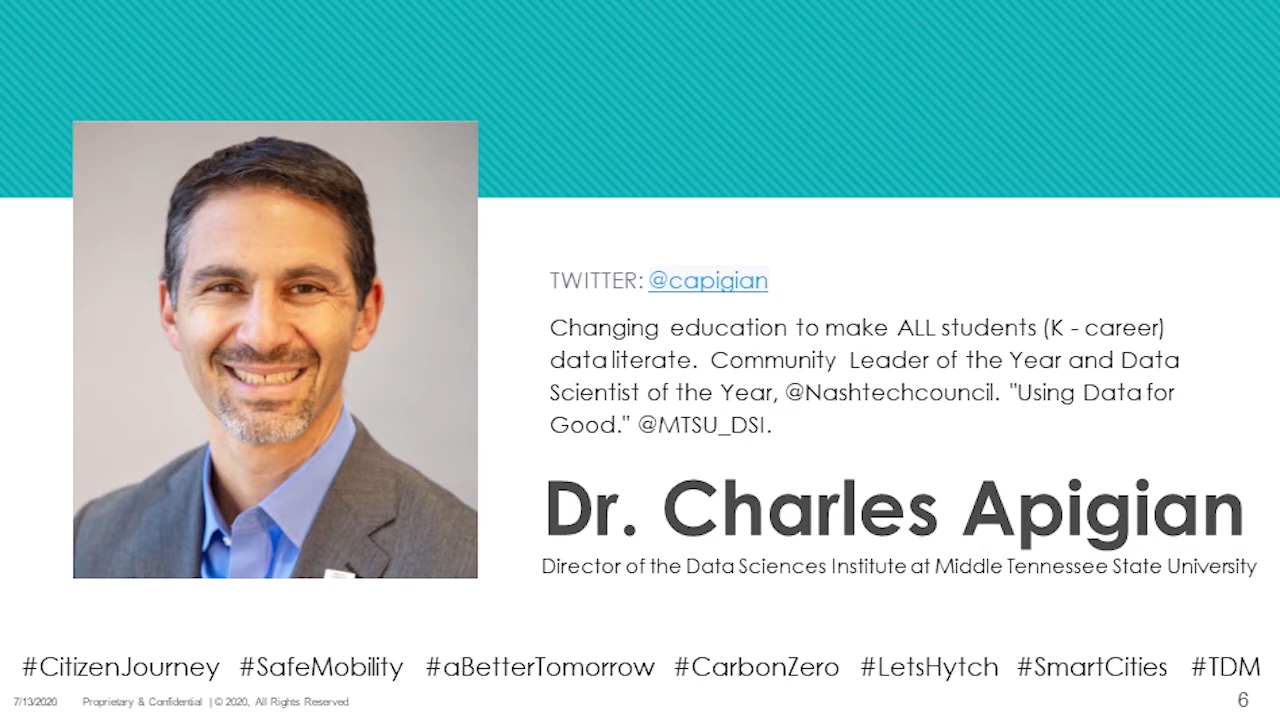 TWITTER: @capigian
Changing education to make ALL students (K - career)
data literate. Community Leader of the Year and Data
Scientist of the Year, @Nashtechcouncil. "Using Data for
Good." @MTSU_DSI.
Dr. Charles Apigian
Director of the Data Sciences Institute at Middle Tennessee State University
#CitizenJourney #SafeMobility #aBetterTomorrow #CarbonZero #LetsHytch #SmartCities #TDM
7/13/2020 Proprietary & Confidential | © 2020, All Rights Reserved 6